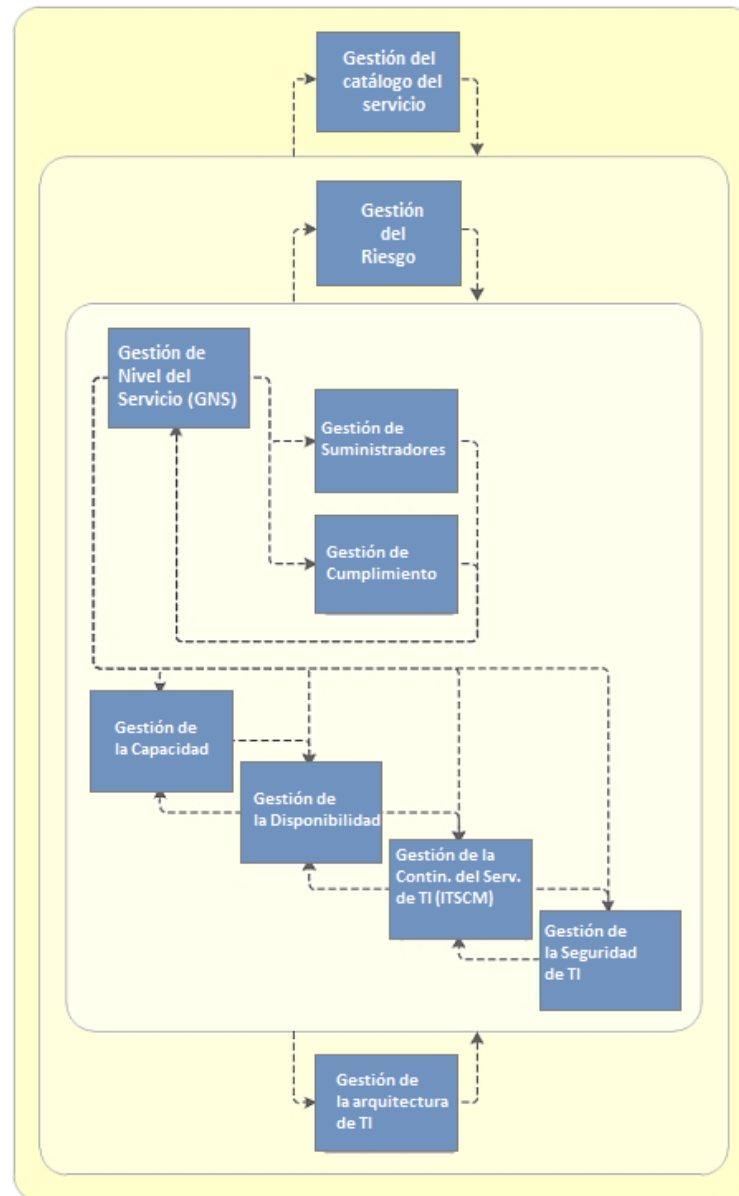 Gestión del
catálogo del
servicio
Gestión
del
Riesgo
Gestión de
Nivel del
Servicio (GNS)
Gestión de
Suministradores
Gestión de
Cumplimiento
Gestión de
la Capacidad
Gestión de
la Disponibilidad
Gestión de la
Contin. del Serv.
de TI (ITSCM)
Gestión de
la Seguridad
de TI
Gestión de
la arquitectura
de TI